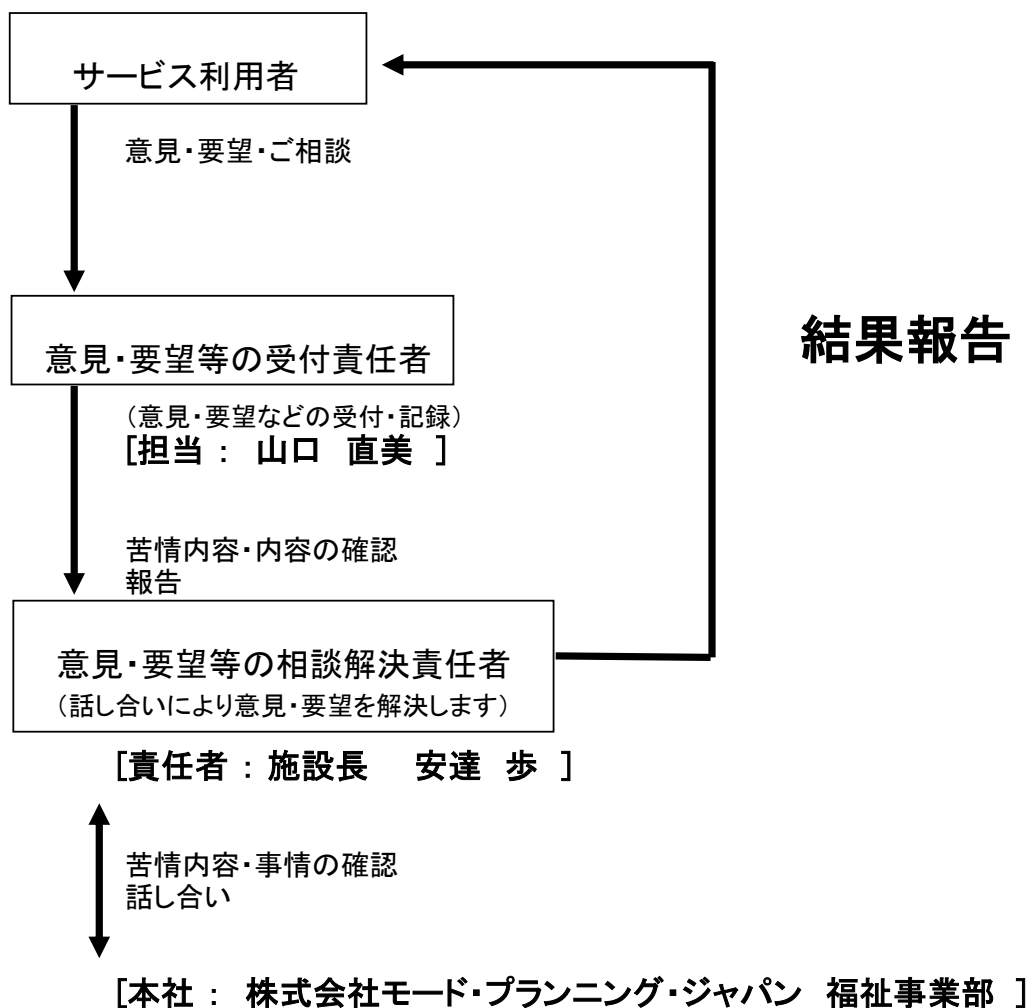 サービス利用者
意見・要望・ご相談
意見・要望等の受付責任者
（意見・要望などの受付・記録）
[担当： 山口 直美 ]
結果報告
苦情内容・内容の確認
報告
意見・要望等の相談解決責任者
（話し合いにより意見・要望を解決します）
[責任者：施設長 安達 歩 ]
苦情内容・事情の確認
話し合い
[本社： 株式会社モード・プランニング・ジャパン 福祉事業部 ]